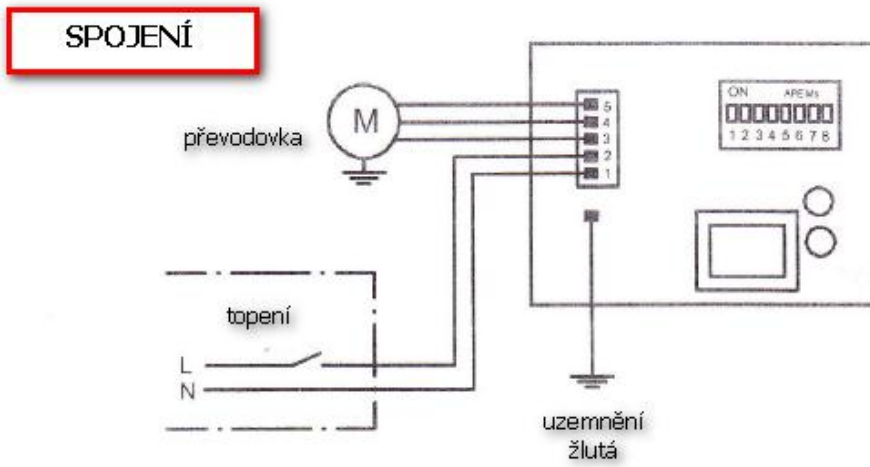 SPOJENÍ
ON APEMs
1 2 3 4 5 6 7 8
5
4
3
2
1
M
převodovka
topení
L
N
uzemnění
žlutá